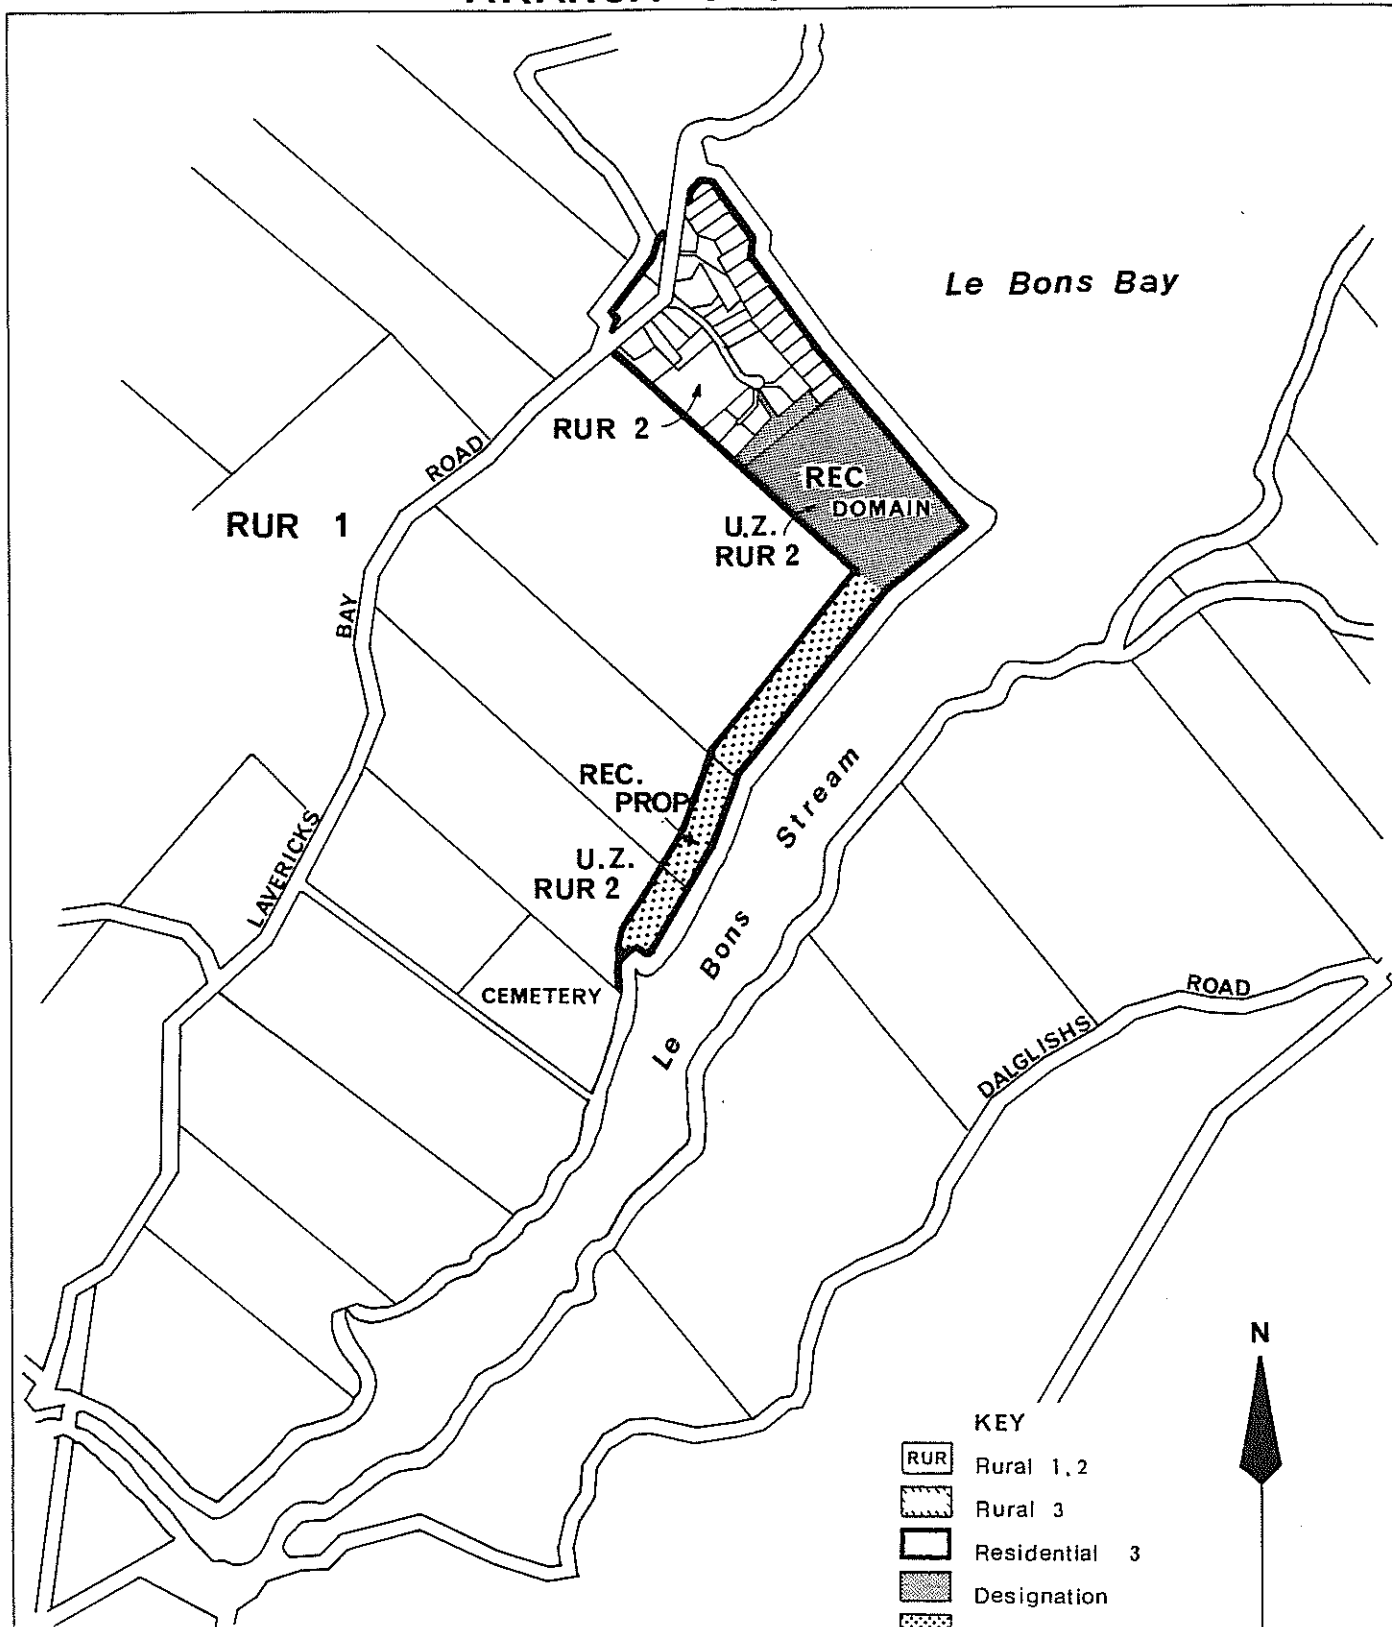 Le Bons Bay
RUR 2
ROAD
REC
DOMAIN
U.Z.
RUR 2
RUR 1
BAY
REC.
PROP
U.Z.
RUR 2
LAVERICKS
Stream
Bons
Le
CEMETERY
ROAD
DALGLISHS
N
KEY
RUR Rural 1,2
Rural 3
Residential 3
Designation